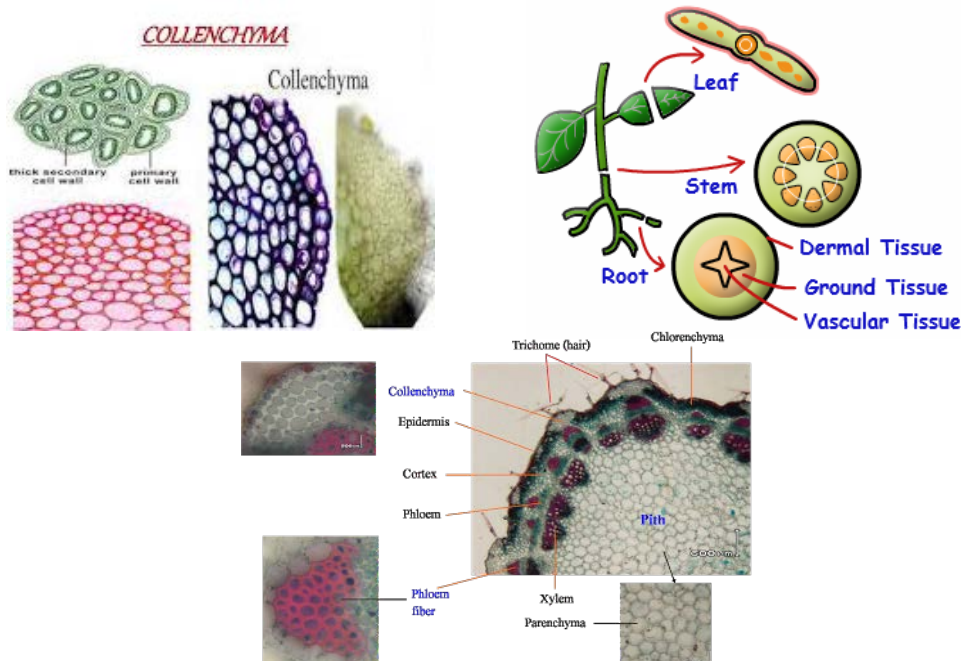 COLLENCHYMA
Collenchyma
thick secondary
cell wall
primary
cell wall
Leaf
Stem
Root
Dermal Tissue
Ground Tissue
Vascular Tissue
Trichome (hair)
Chlorenchyma
Collenchyma
Epidermis
Cortex
Phloem
Pith
Phloem
fiber
Xylem
Parenchyma